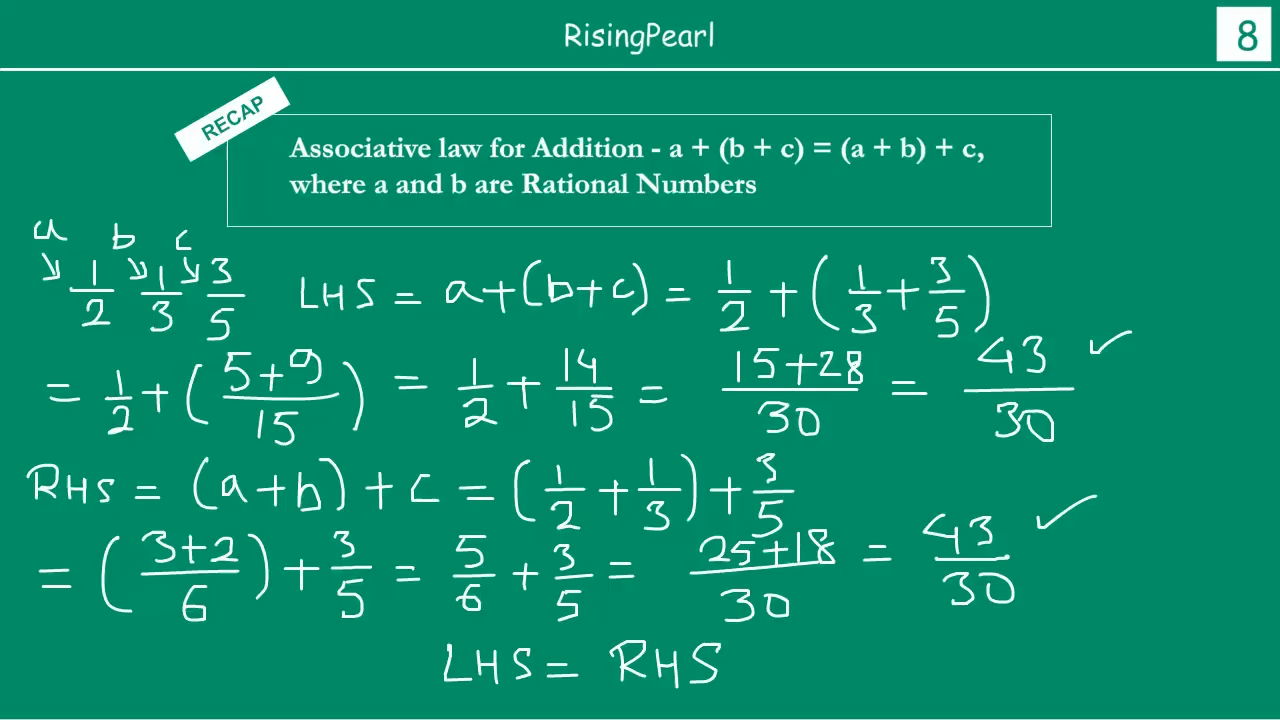 RisingPearl
8
RECAP
Associative law for Addition - a + (b + c) = (a + b) + c,
where a and b are Rational Numbers
a b c
1/2 1/3 3/5 LHS = a+(b+c) = 1/2 + (1/3 + 3/5)
= 1/2 + (5+9/15) = 1/2 + 14/15 = 15+28/30 = 43/30 ✓
RHS = (a+b) + c = (1/2 + 1/3) + 3/5
= (3+2/6) + 3/5 = 5/6 + 3/5 = 25+18/30 = 43/30 ✓
LHS = RHS